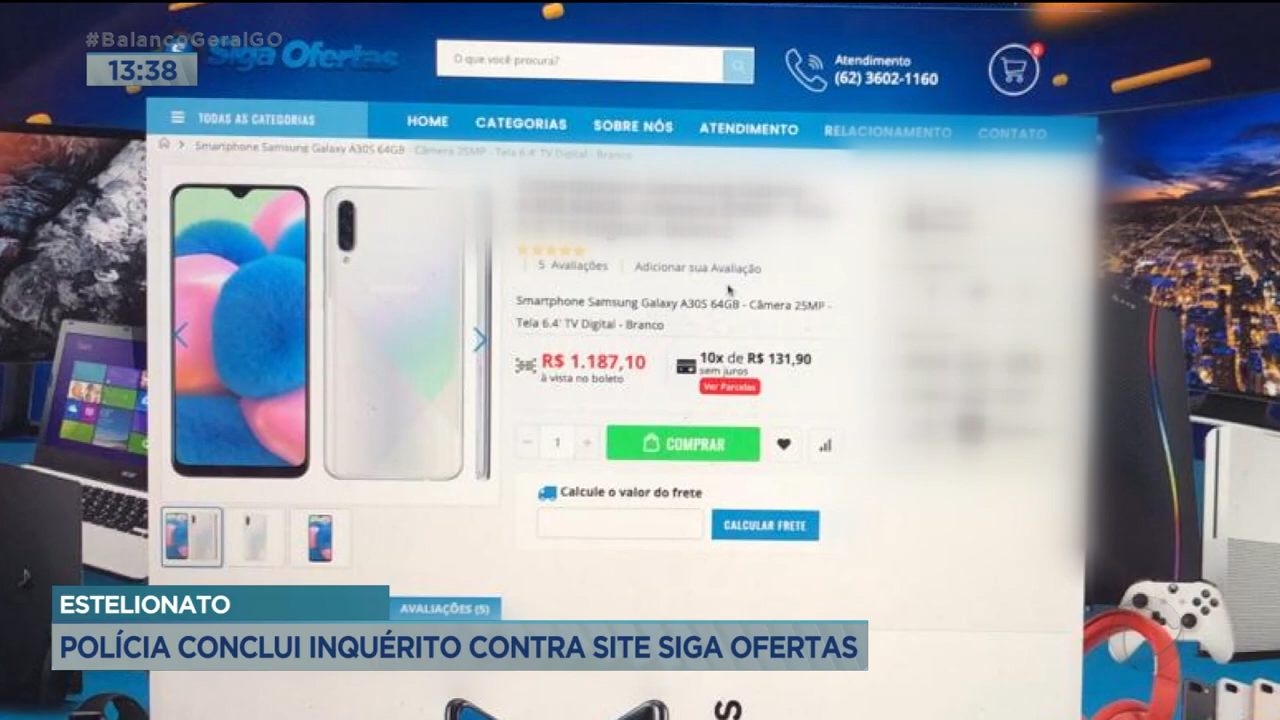 #BalançoGeralGO
13:38
Siga Ofertas
O que você procura?
Atendimento
(62) 3602-1160
0
TODAS AS CATEGORIAS
HOME
CATEGORIAS
SOBRE NÓS
ATENDIMENTO
RELACIONAMENTO
CONTATO
Smartphone Samsung Galaxy A30S 64GB - Câmera 25MP - Tela 6.4' TV Digital - Branco
5 Avaliações
Adicionar sua Avaliação
Smartphone Samsung Galaxy A30S 64GB - Câmera 25MP -
Tela 6.4' TV Digital - Branco
R$ 1.187,10
à vista no boleto
10x de R$ 131,90
sem juros
Ver Parcelas
1
COMPRAR
Calcule o valor do frete
CALCULAR FRETE
AVALIAÇÕES (5)
ESTELIONATO
POLÍCIA CONCLUI INQUÉRITO CONTRA SITE SIGA OFERTAS